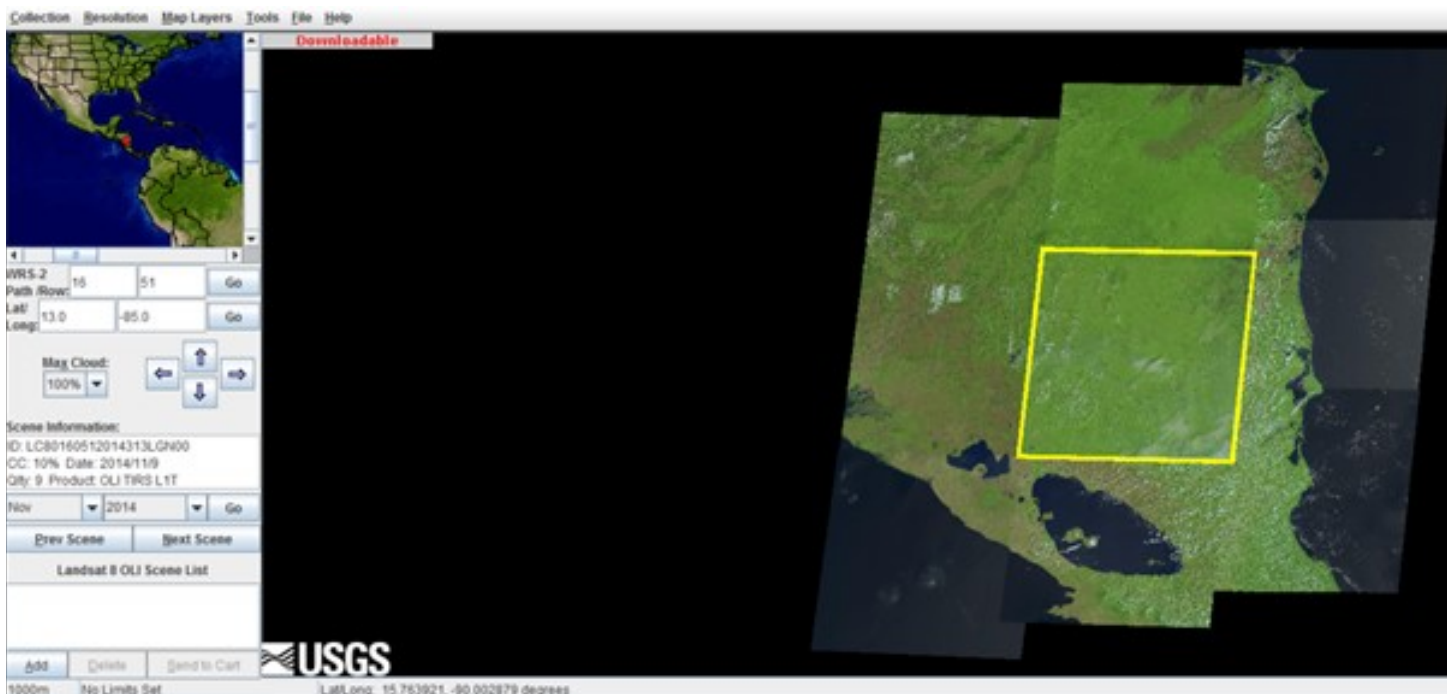 Collection Resolution Map Layers Tools File Help
Downloadable
WRS-2
Path /Row: 16 51 Go
Lat/
Long: 13.0 -85.0 Go
Max Cloud:
100%
Scene Information:
ID: LC80160512014313LGN00
CC: 10% Date: 2014/11/9
Qlty: 9 Product: OLI TIRS L1T
Nov 2014 Go
Prev Scene Next Scene
Landsat 8 OLI Scene List
Add Delete Send to Cart
USGS
1000m No Limits Set Lat/Long: 15.763921, -90.002879 degrees